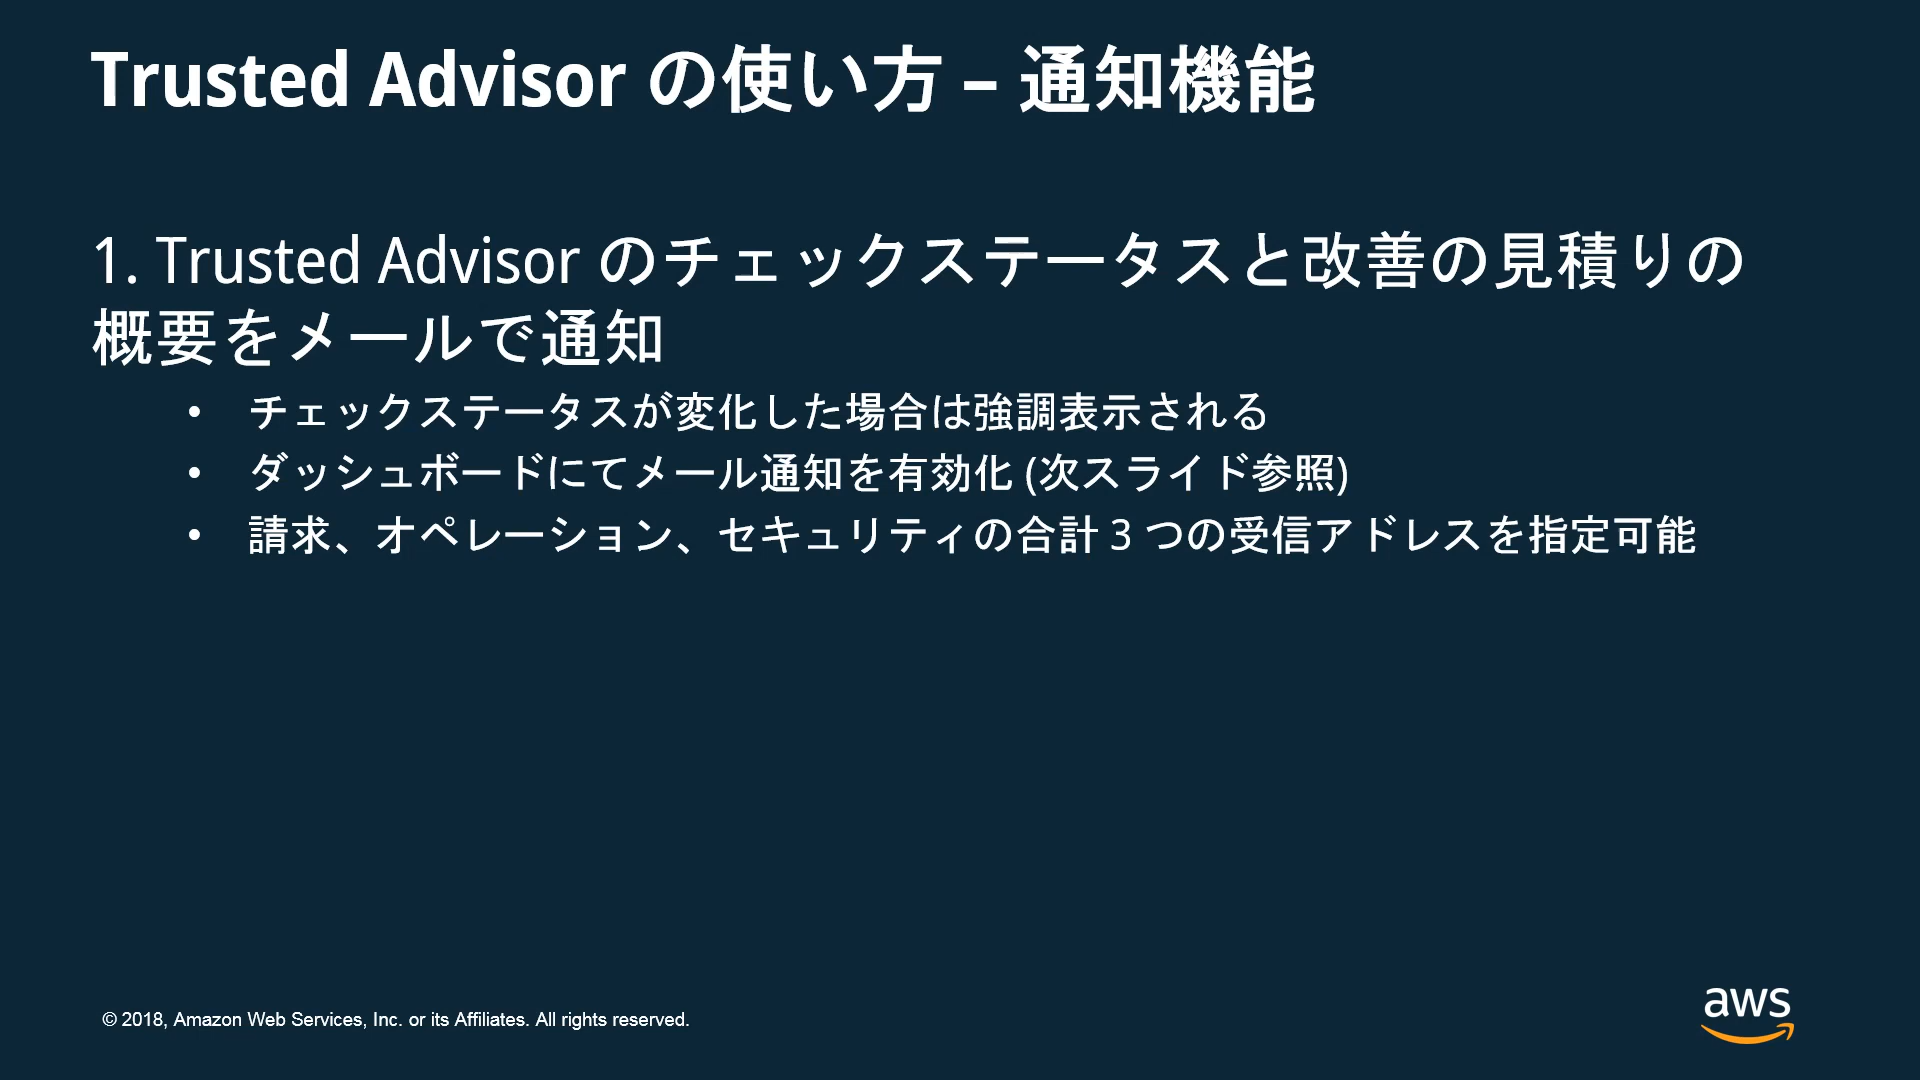 Trusted Advisor の使い方 – 通知機能
1. Trusted Advisor のチェックステータスと改善の見積りの
概要をメールで通知
• チェックステータスが変化した場合は強調表示される
• ダッシュボードにてメール通知を有効化 (次スライド参照)
• 請求、オペレーション、セキュリティの合計 3 つの受信アドレスを指定可能
© 2018, Amazon Web Services, Inc. or its Affiliates. All rights reserved.
aws